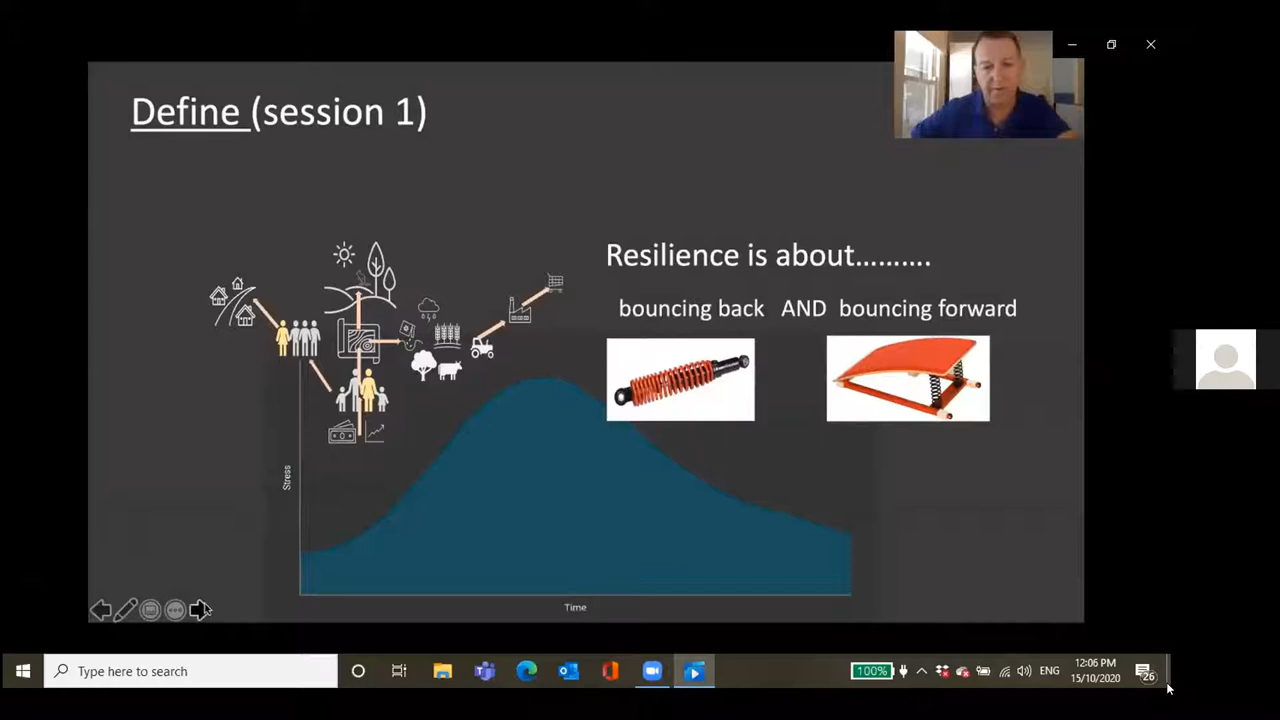 Define (session 1)
Resilience is about..........
bouncing back AND bouncing forward
Stress
Time
Type here to search
100%
ENG
12:06 PM
15/10/2020
26